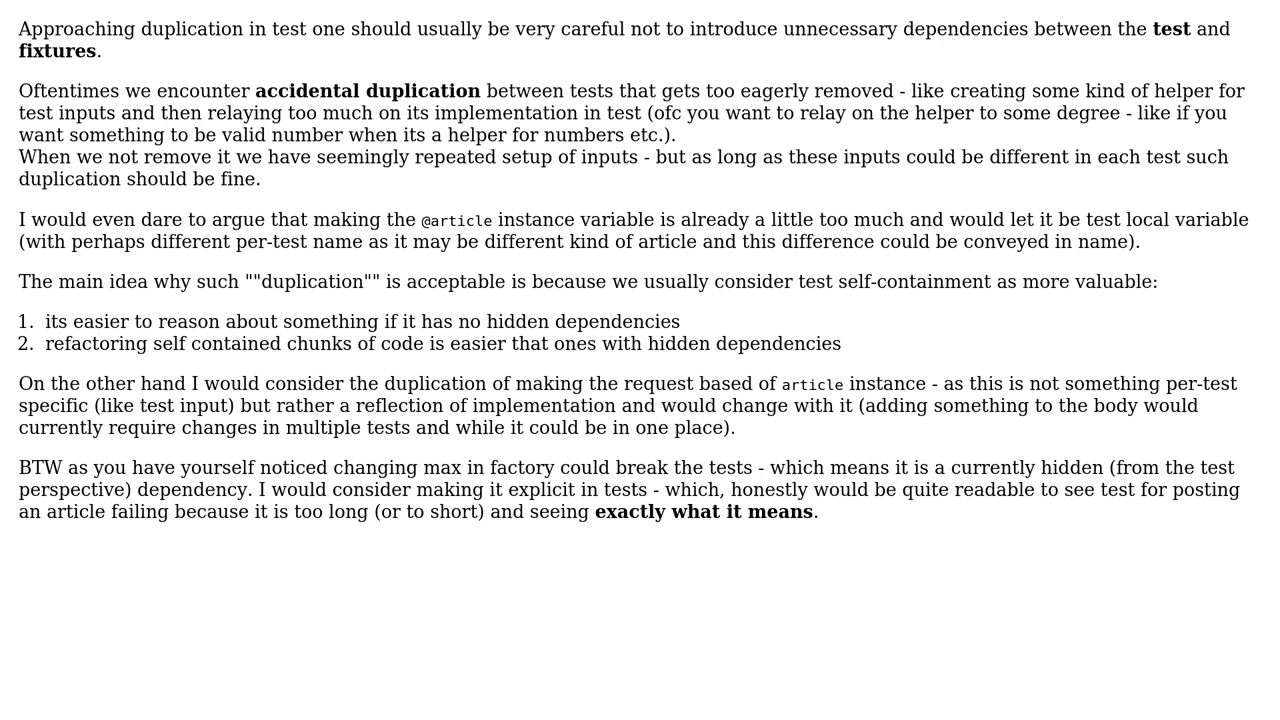 Approaching duplication in test one should usually be very careful not to introduce unnecessary dependencies between the test and
fixtures.
Oftentimes we encounter accidental duplication between tests that gets too eagerly removed - like creating some kind of helper for
test inputs and then relaying too much on its implementation in test (ofc you want to relay on the helper to some degree - like if you
want something to be valid number when its a helper for numbers etc.).
When we not remove it we have seemingly repeated setup of inputs - but as long as these inputs could be different in each test such
duplication should be fine.
I would even dare to argue that making the @article instance variable is already a little too much and would let it be test local variable
(with perhaps different per-test name as it may be different kind of article and this difference could be conveyed in name).
The main idea why such ""duplication"" is acceptable is because we usually consider test self-containment as more valuable:
1. its easier to reason about something if it has no hidden dependencies
2. refactoring self contained chunks of code is easier that ones with hidden dependencies
On the other hand I would consider the duplication of making the request based of article instance - as this is not something per-test
specific (like test input) but rather a reflection of implementation and would change with it (adding something to the body would
currently require changes in multiple tests and while it could be in one place).
BTW as you have yourself noticed changing max in factory could break the tests - which means it is a currently hidden (from the test
perspective) dependency. I would consider making it explicit in tests - which, honestly would be quite readable to see test for posting
an article failing because it is too long (or to short) and seeing exactly what it means.